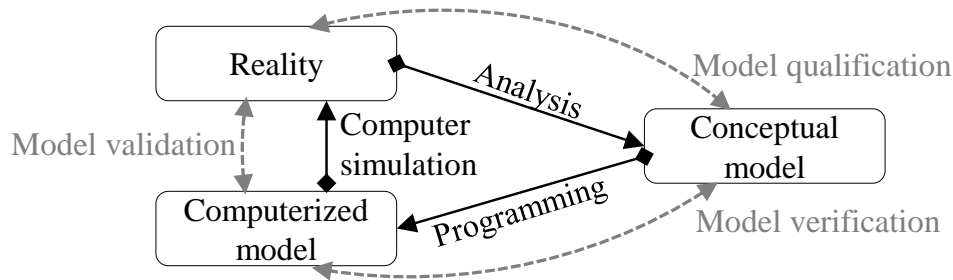 Reality
Analysis
Model qualification
Model validation
Computer
simulation
Conceptual
model
Computerized
model
Programming
Model verification